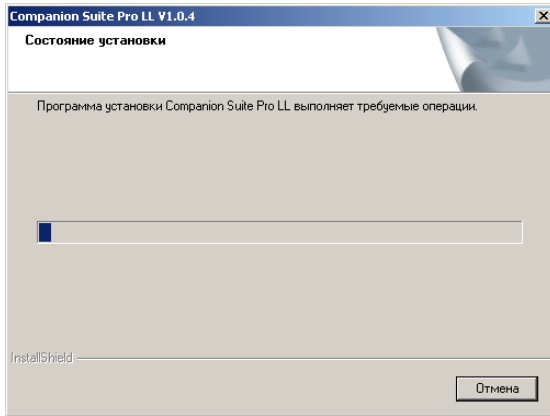 Companion Suite Pro LL V1.0.4
Состояние установки
Программа установки Companion Suite Pro LL выполняет требуемые операции.
InstallShield
Отмена